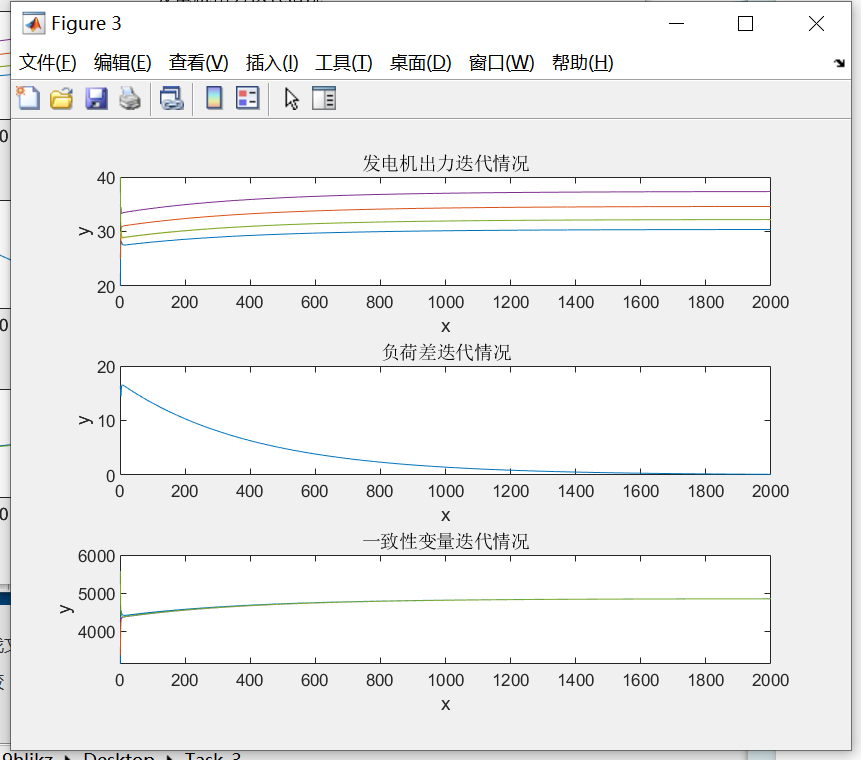 Figure 3
文件(F) 编辑(E) 查看(V) 插入(I) 工具(T) 桌面(D) 窗口(W) 帮助(H)
发电机出力迭代情况
40
30
20
y
0 200 400 600 800 1000 1200 1400 1600 1800 2000
x
负荷差迭代情况
20
10
0
y
0 200 400 600 800 1000 1200 1400 1600 1800 2000
x
一致性变量迭代情况
6000
5000
4000
y
0 200 400 600 800 1000 1200 1400 1600 1800 2000
x
Desktop Task 3